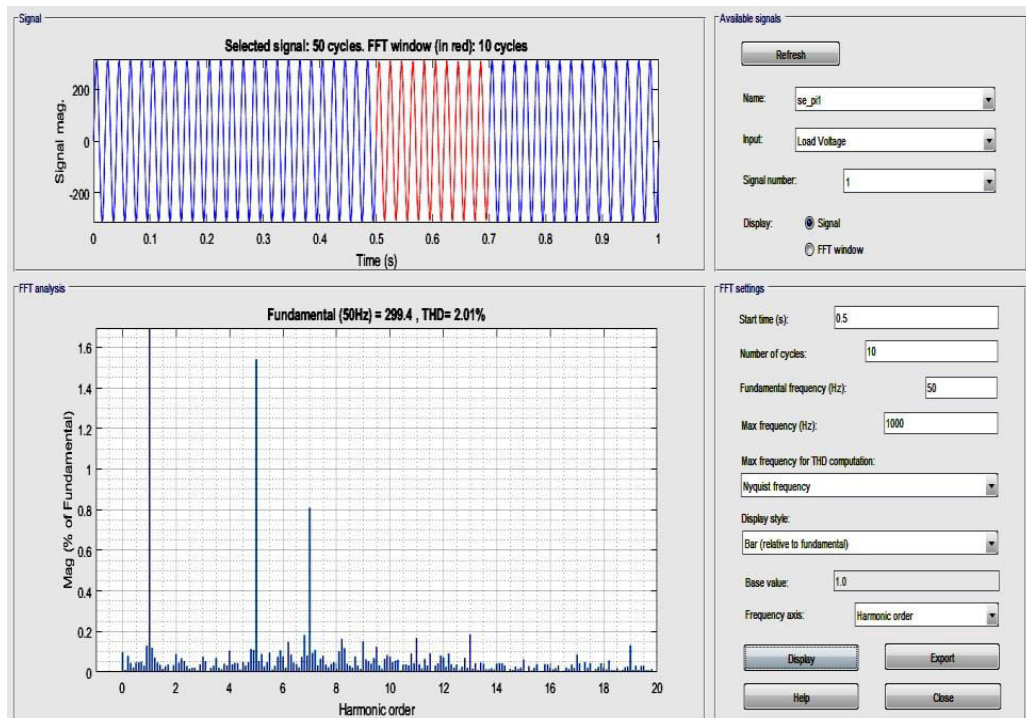 Signal
Selected signal: 50 cycles. FFT window (in red): 10 cycles
Signal mag.
200
0
-200
0 0.1 0.2 0.3 0.4 0.5 0.6 0.7 0.8 0.9 1
Time (s)
Available signals
Refresh
Name: se_pi1
Input: Load Voltage
Signal number: 1
Display: Signal
FFT window
FFT analysis
Fundamental (50Hz) = 299.4 , THD= 2.01%
Mag (% of Fundamental)
1.6
1.4
1.2
1
0.8
0.6
0.4
0.2
0
0 2 4 6 8 10 12 14 16 18 20
Harmonic order
FFT settings
Start time (s): 0.5
Number of cycles: 10
Fundamental frequency (Hz): 50
Max frequency (Hz): 1000
Max frequency for THD computation:
Nyquist frequency
Display style:
Bar (relative to fundamental)
Base value: 1.0
Frequency axis: Harmonic order
Display Export
Help Close